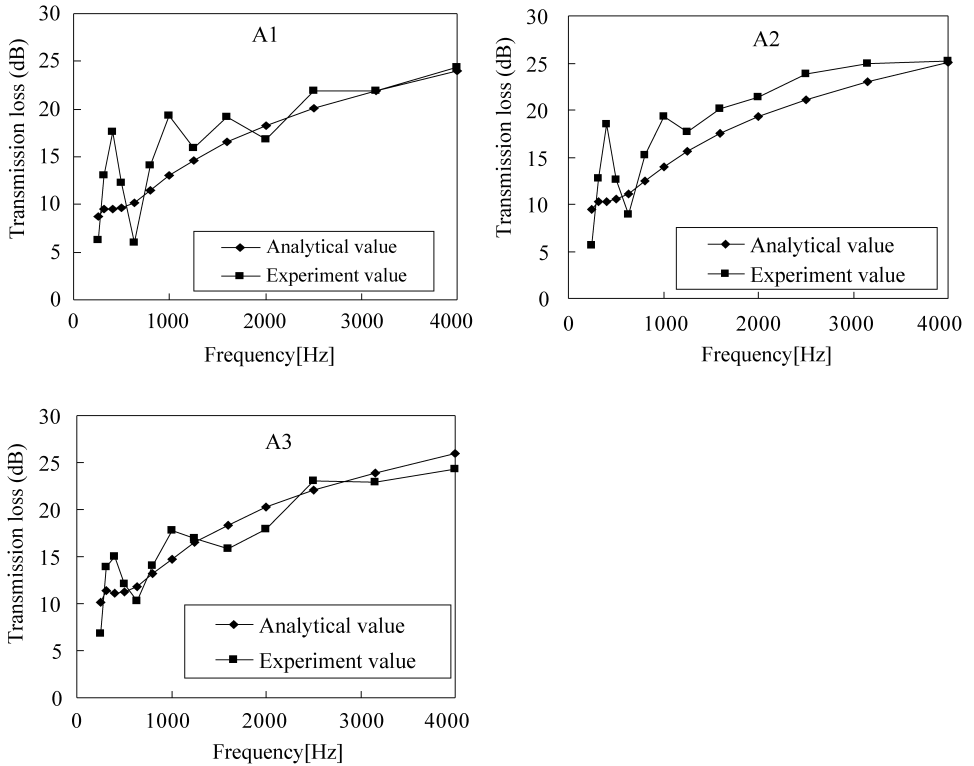 A1
Transmission loss (dB)
30
25
20
15
10
5
0
0 1000 2000 3000 4000
Frequency[Hz]
Analytical value
Experiment value
A2
Transmission loss (dB)
30
25
20
15
10
5
0
0 1000 2000 3000 4000
Frequency[Hz]
Analytical value
Experiment value
A3
Transmission loss (dB)
30
25
20
15
10
5
0
0 1000 2000 3000 4000
Frequency[Hz]
Analytical value
Experiment value